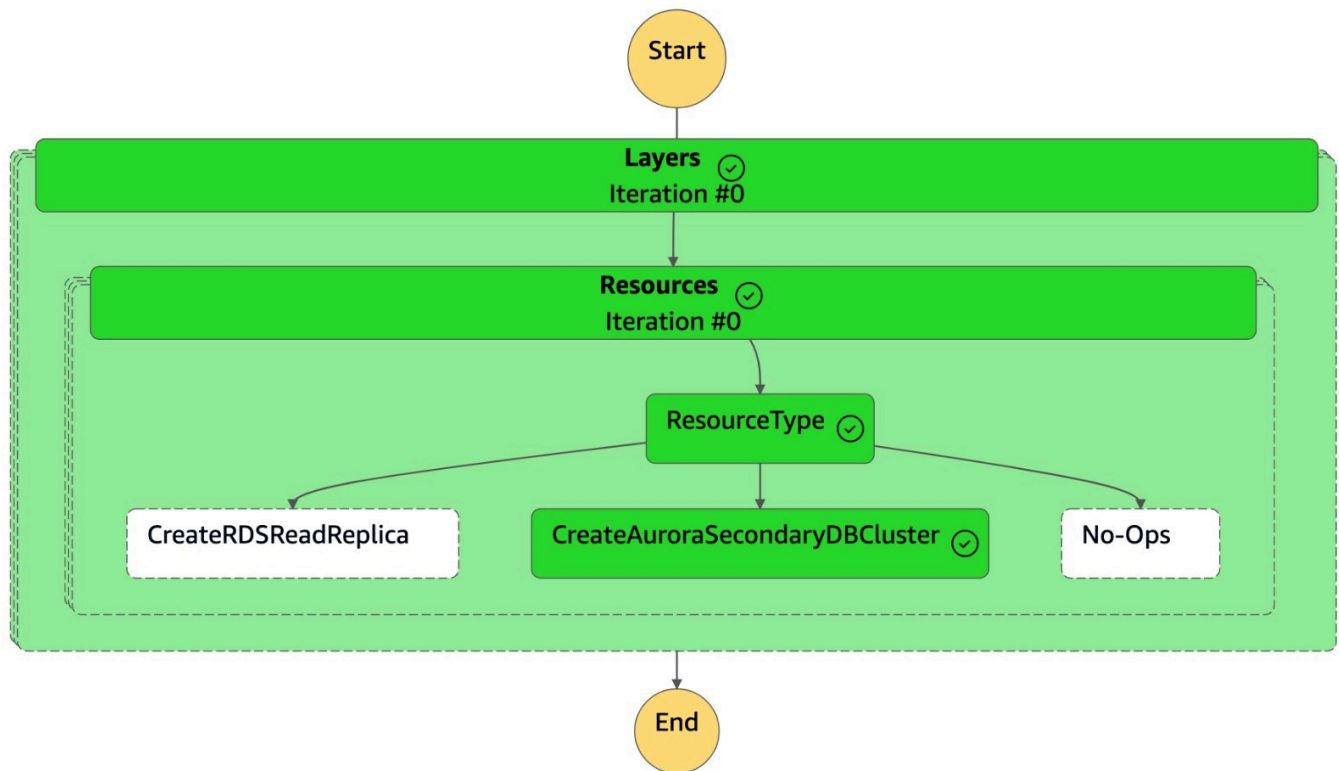 Start
Layers
Iteration #0
Resources
Iteration #0
ResourceType
CreateRDSReadReplica
CreateAuroraSecondaryDBCluster
No-Ops
End